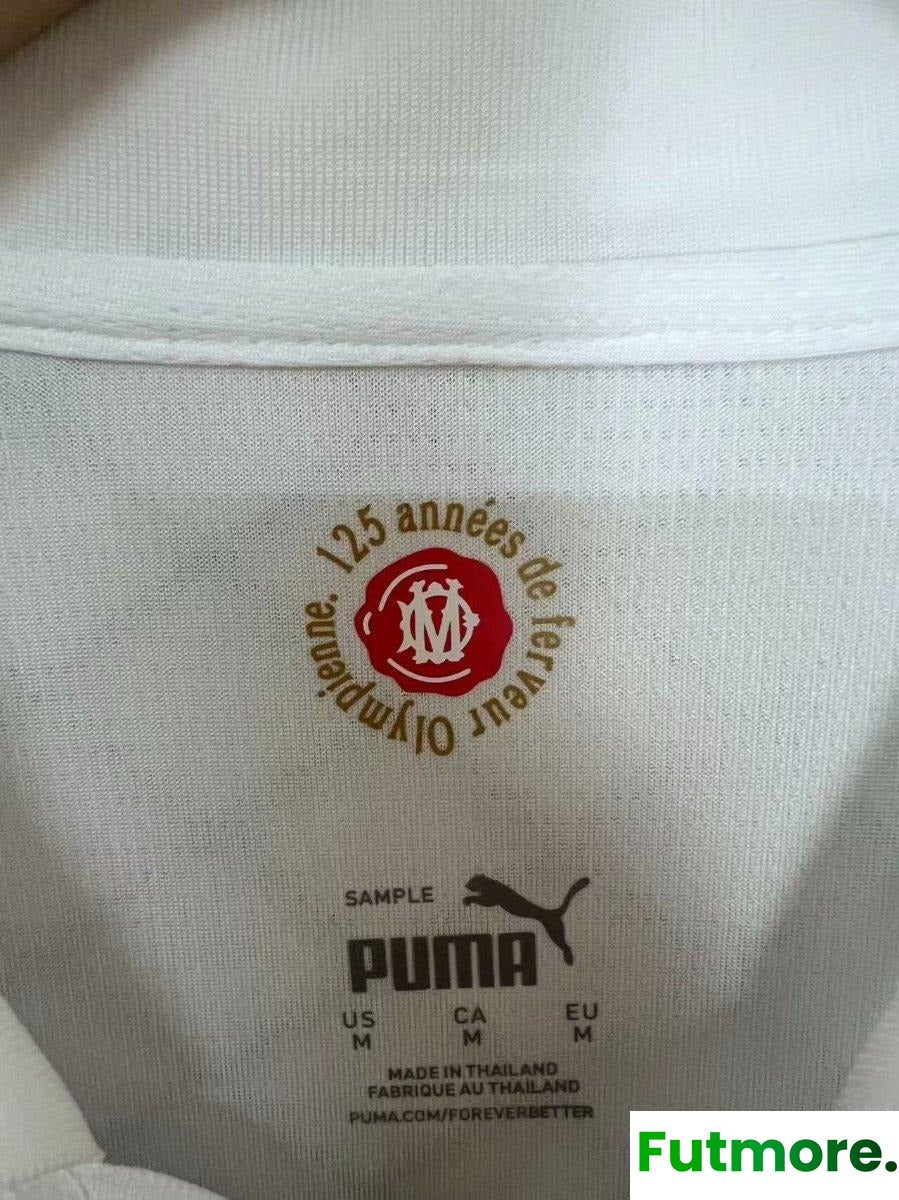 125 années de ferveur Olympienne.
OM
SAMPLE
PUMA
US CA EU
M M M
MADE IN THAILAND
FABRIQUE AU THAILAND
PUMA.COM/FOREVERBETTER
Futmore.